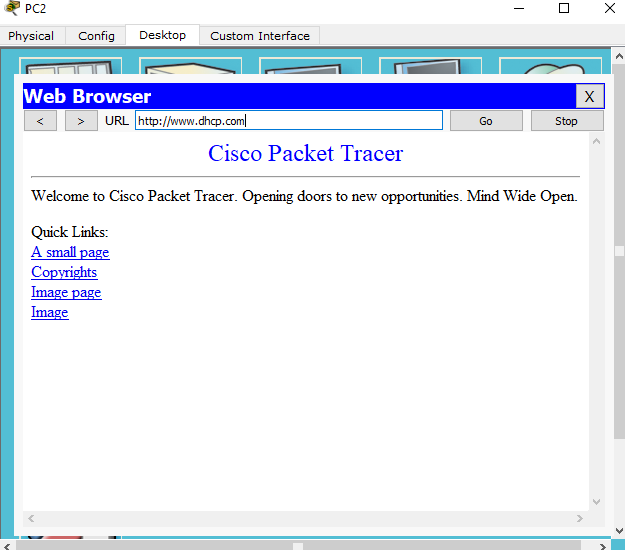 PC2
Physical Config Desktop Custom Interface
Web Browser X
< > URL http://www.dhcp.com Go Stop
Cisco Packet Tracer
Welcome to Cisco Packet Tracer. Opening doors to new opportunities. Mind Wide Open.
Quick Links:
A small page
Copyrights
Image page
Image